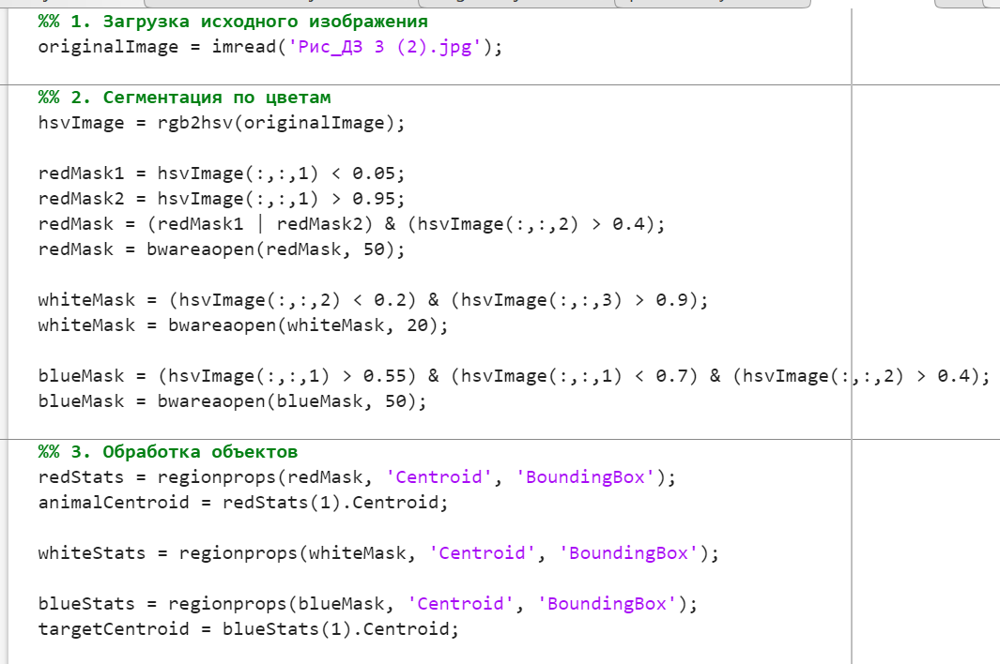 %% 1. Загрузка исходного изображения
originalImage = imread('Рис_ДЗ 3 (2).jpg');
%% 2. Сегментация по цветам
hsvImage = rgb2hsv(originalImage);
redMask1 = hsvImage(:,:,1) < 0.05;
redMask2 = hsvImage(:,:,1) > 0.95;
redMask = (redMask1 | redMask2) & (hsvImage(:,:,2) > 0.4);
redMask = bwareaopen(redMask, 50);
whiteMask = (hsvImage(:,:,2) < 0.2) & (hsvImage(:,:,3) > 0.9);
whiteMask = bwareaopen(whiteMask, 20);
blueMask = (hsvImage(:,:,1) > 0.55) & (hsvImage(:,:,1) < 0.7) & (hsvImage(:,:,2) > 0.4);
blueMask = bwareaopen(blueMask, 50);
%% 3. Обработка объектов
redStats = regionprops(redMask, 'Centroid', 'BoundingBox');
animalCentroid = redStats(1).Centroid;
whiteStats = regionprops(whiteMask, 'Centroid', 'BoundingBox');
blueStats = regionprops(blueMask, 'Centroid', 'BoundingBox');
targetCentroid = blueStats(1).Centroid;